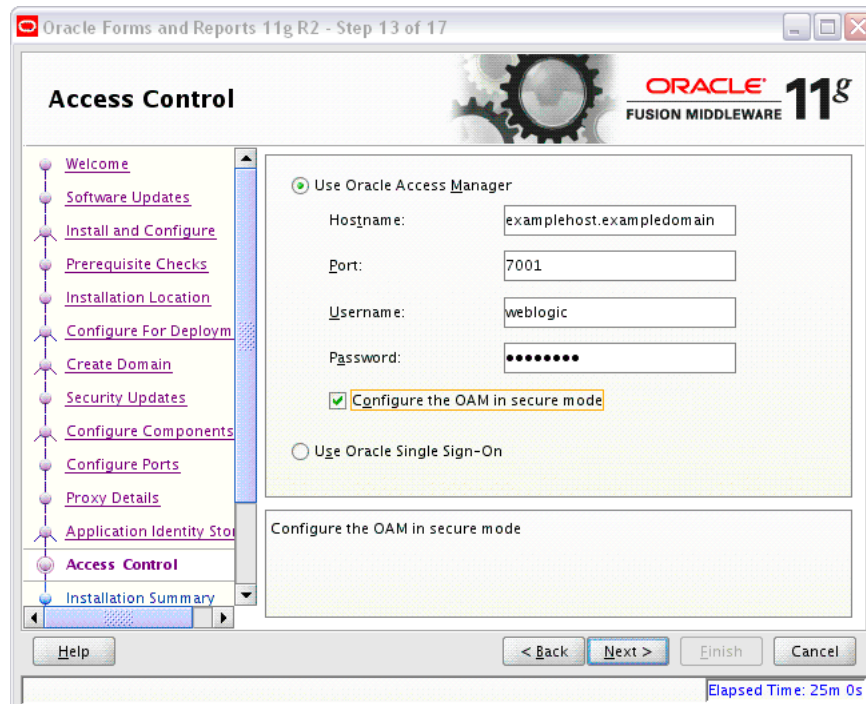 Oracle Forms and Reports 11g R2 - Step 13 of 17
Access Control
ORACLE
FUSION MIDDLEWARE
11g
Welcome
Software Updates
Install and Configure
Prerequisite Checks
Installation Location
Configure For Deploym
Create Domain
Security Updates
Configure Components
Configure Ports
Proxy Details
Application Identity Stor
Access Control
Installation Summary
Use Oracle Access Manager
Hostname: examplehost.exampledomain
Port: 7001
Username: weblogic
Password: ••••••••
Configure the OAM in secure mode
Use Oracle Single Sign-On
Configure the OAM in secure mode
Help
< Back
Next >
Finish
Cancel
Elapsed Time: 25m 0s